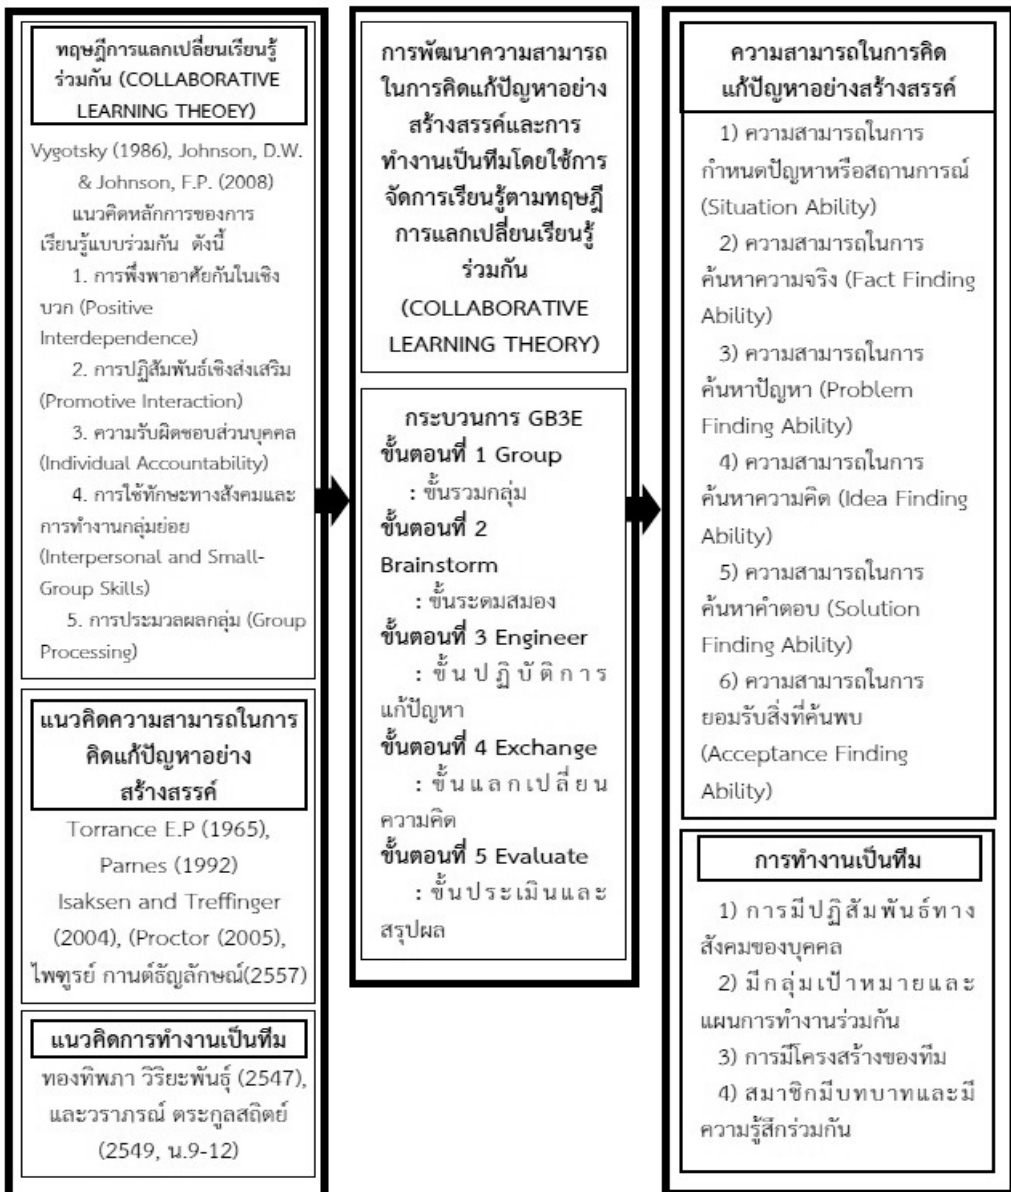 ทฤษฎีการแลกเปลี่ยนเรียนรู้
ร่วมกัน (COLLABORATIVE
LEARNING THEOEY)
Vygotsky (1986), Johnson, D.W.
& Johnson, F.P. (2008)
แนวคิดหลักการของการ
เรียนรู้แบบร่วมกัน ดังนี้
1. การพึ่งพาอาศัยกันในเชิง
บวก (Positive
Interdependence)
2. การปฏิสัมพันธ์เชิงส่งเสริม
(Promotive Interaction)
3. ความรับผิดชอบส่วนบุคคล
(Individual Accountability)
4. การใช้ทักษะทางสังคมและ
การทำงานกลุ่มย่อย
(Interpersonal and Small-
Group Skills)
5. การประมวลผลกลุ่ม (Group
Processing)
แนวคิดความสามารถในการ
คิดแก้ปัญหาอย่าง
สร้างสรรค์
Torrance E.P (1965),
Parnes (1992)
Isaksen and Treffinger
(2004), (Proctor (2005),
ไพฑูรย์ กานต์ธัญลักษณ์(2557)
แนวคิดการทำงานเป็นทีม
ทองทิพภา วิริยะพันธุ์ (2547),
และวราภรณ์ ตระกูลสถิตย์
(2549, น.9-12)
การพัฒนาความสามารถ
ในการคิดแก้ปัญหาอย่าง
สร้างสรรค์และการ
ทำงานเป็นทีมโดยใช้การ
จัดการเรียนรู้ตามทฤษฎี
การแลกเปลี่ยนเรียนรู้
ร่วมกัน
(COLLABORATIVE
LEARNING THEORY)
กระบวนการ GB3E
ขั้นตอนที่ 1 Group
: ขั้นรวมกลุ่ม
ขั้นตอนที่ 2
Brainstorm
: ขั้นระดมสมอง
ขั้นตอนที่ 3 Engineer
: ขั้นปฏิบัติการ
แก้ปัญหา
ขั้นตอนที่ 4 Exchange
: ขั้นแลกเปลี่ยน
ความคิด
ขั้นตอนที่ 5 Evaluate
: ขั้นประเมินและ
สรุปผล
ความสามารถในการคิด
แก้ปัญหาอย่างสร้างสรรค์
1) ความสามารถในการ
กำหนดปัญหาหรือสถานการณ์
(Situation Ability)
2) ความสามารถในการ
ค้นหาความจริง (Fact Finding
Ability)
3) ความสามารถในการ
ค้นหาปัญหา (Problem
Finding Ability)
4) ความสามารถในการ
ค้นหาความคิด (Idea Finding
Ability)
5) ความสามารถในการ
ค้นหาคำตอบ (Solution
Finding Ability)
6) ความสามารถในการ
ยอมรับสิ่งที่ค้นพบ
(Acceptance Finding
Ability)
การทำงานเป็นทีม
1) การมีปฏิสัมพันธ์ทาง
สังคมของบุคคล
2) มีกลุ่มเป้าหมายและ
แผนการทำงานร่วมกัน
3) การมีโครงสร้างของทีม
4) สมาชิกมีบทบาทและมี
ความรู้สึกร่วมกัน